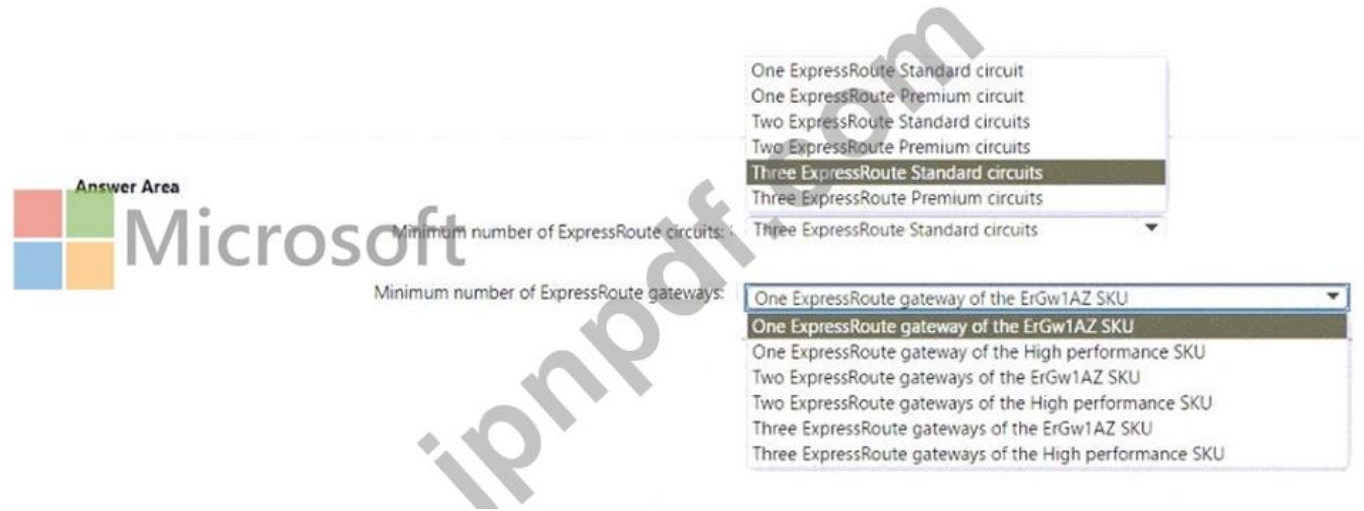 One ExpressRoute Standard circuit
One ExpressRoute Premium circuit
Two ExpressRoute Standard circuits
Two ExpressRoute Premium circuits
Three ExpressRoute Standard circuits
Three ExpressRoute Premium circuits
Answer Area
Microsoft
Minimum number of ExpressRoute circuits: Three ExpressRoute Standard circuits
Minimum number of ExpressRoute gateways: One ExpressRoute gateway of the ErGw1AZ SKU
One ExpressRoute gateway of the ErGw1AZ SKU
One ExpressRoute gateway of the High performance SKU
Two ExpressRoute gateways of the ErGw1AZ SKU
Two ExpressRoute gateways of the High performance SKU
Three ExpressRoute gateways of the ErGw1AZ SKU
Three ExpressRoute gateways of the High performance SKU
ipnpdf.com